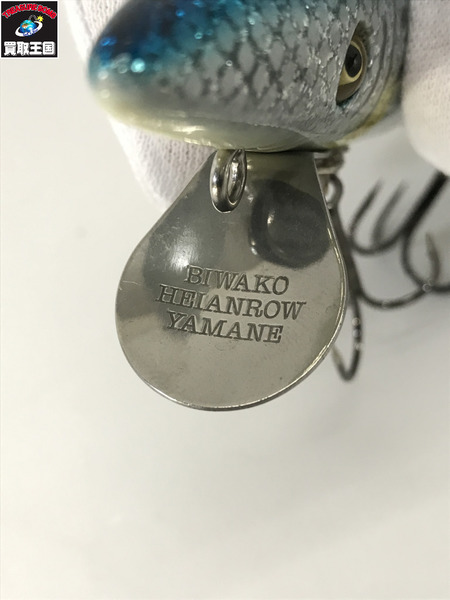 買取王国
BIWAKO
HEIANROW
YAMANE